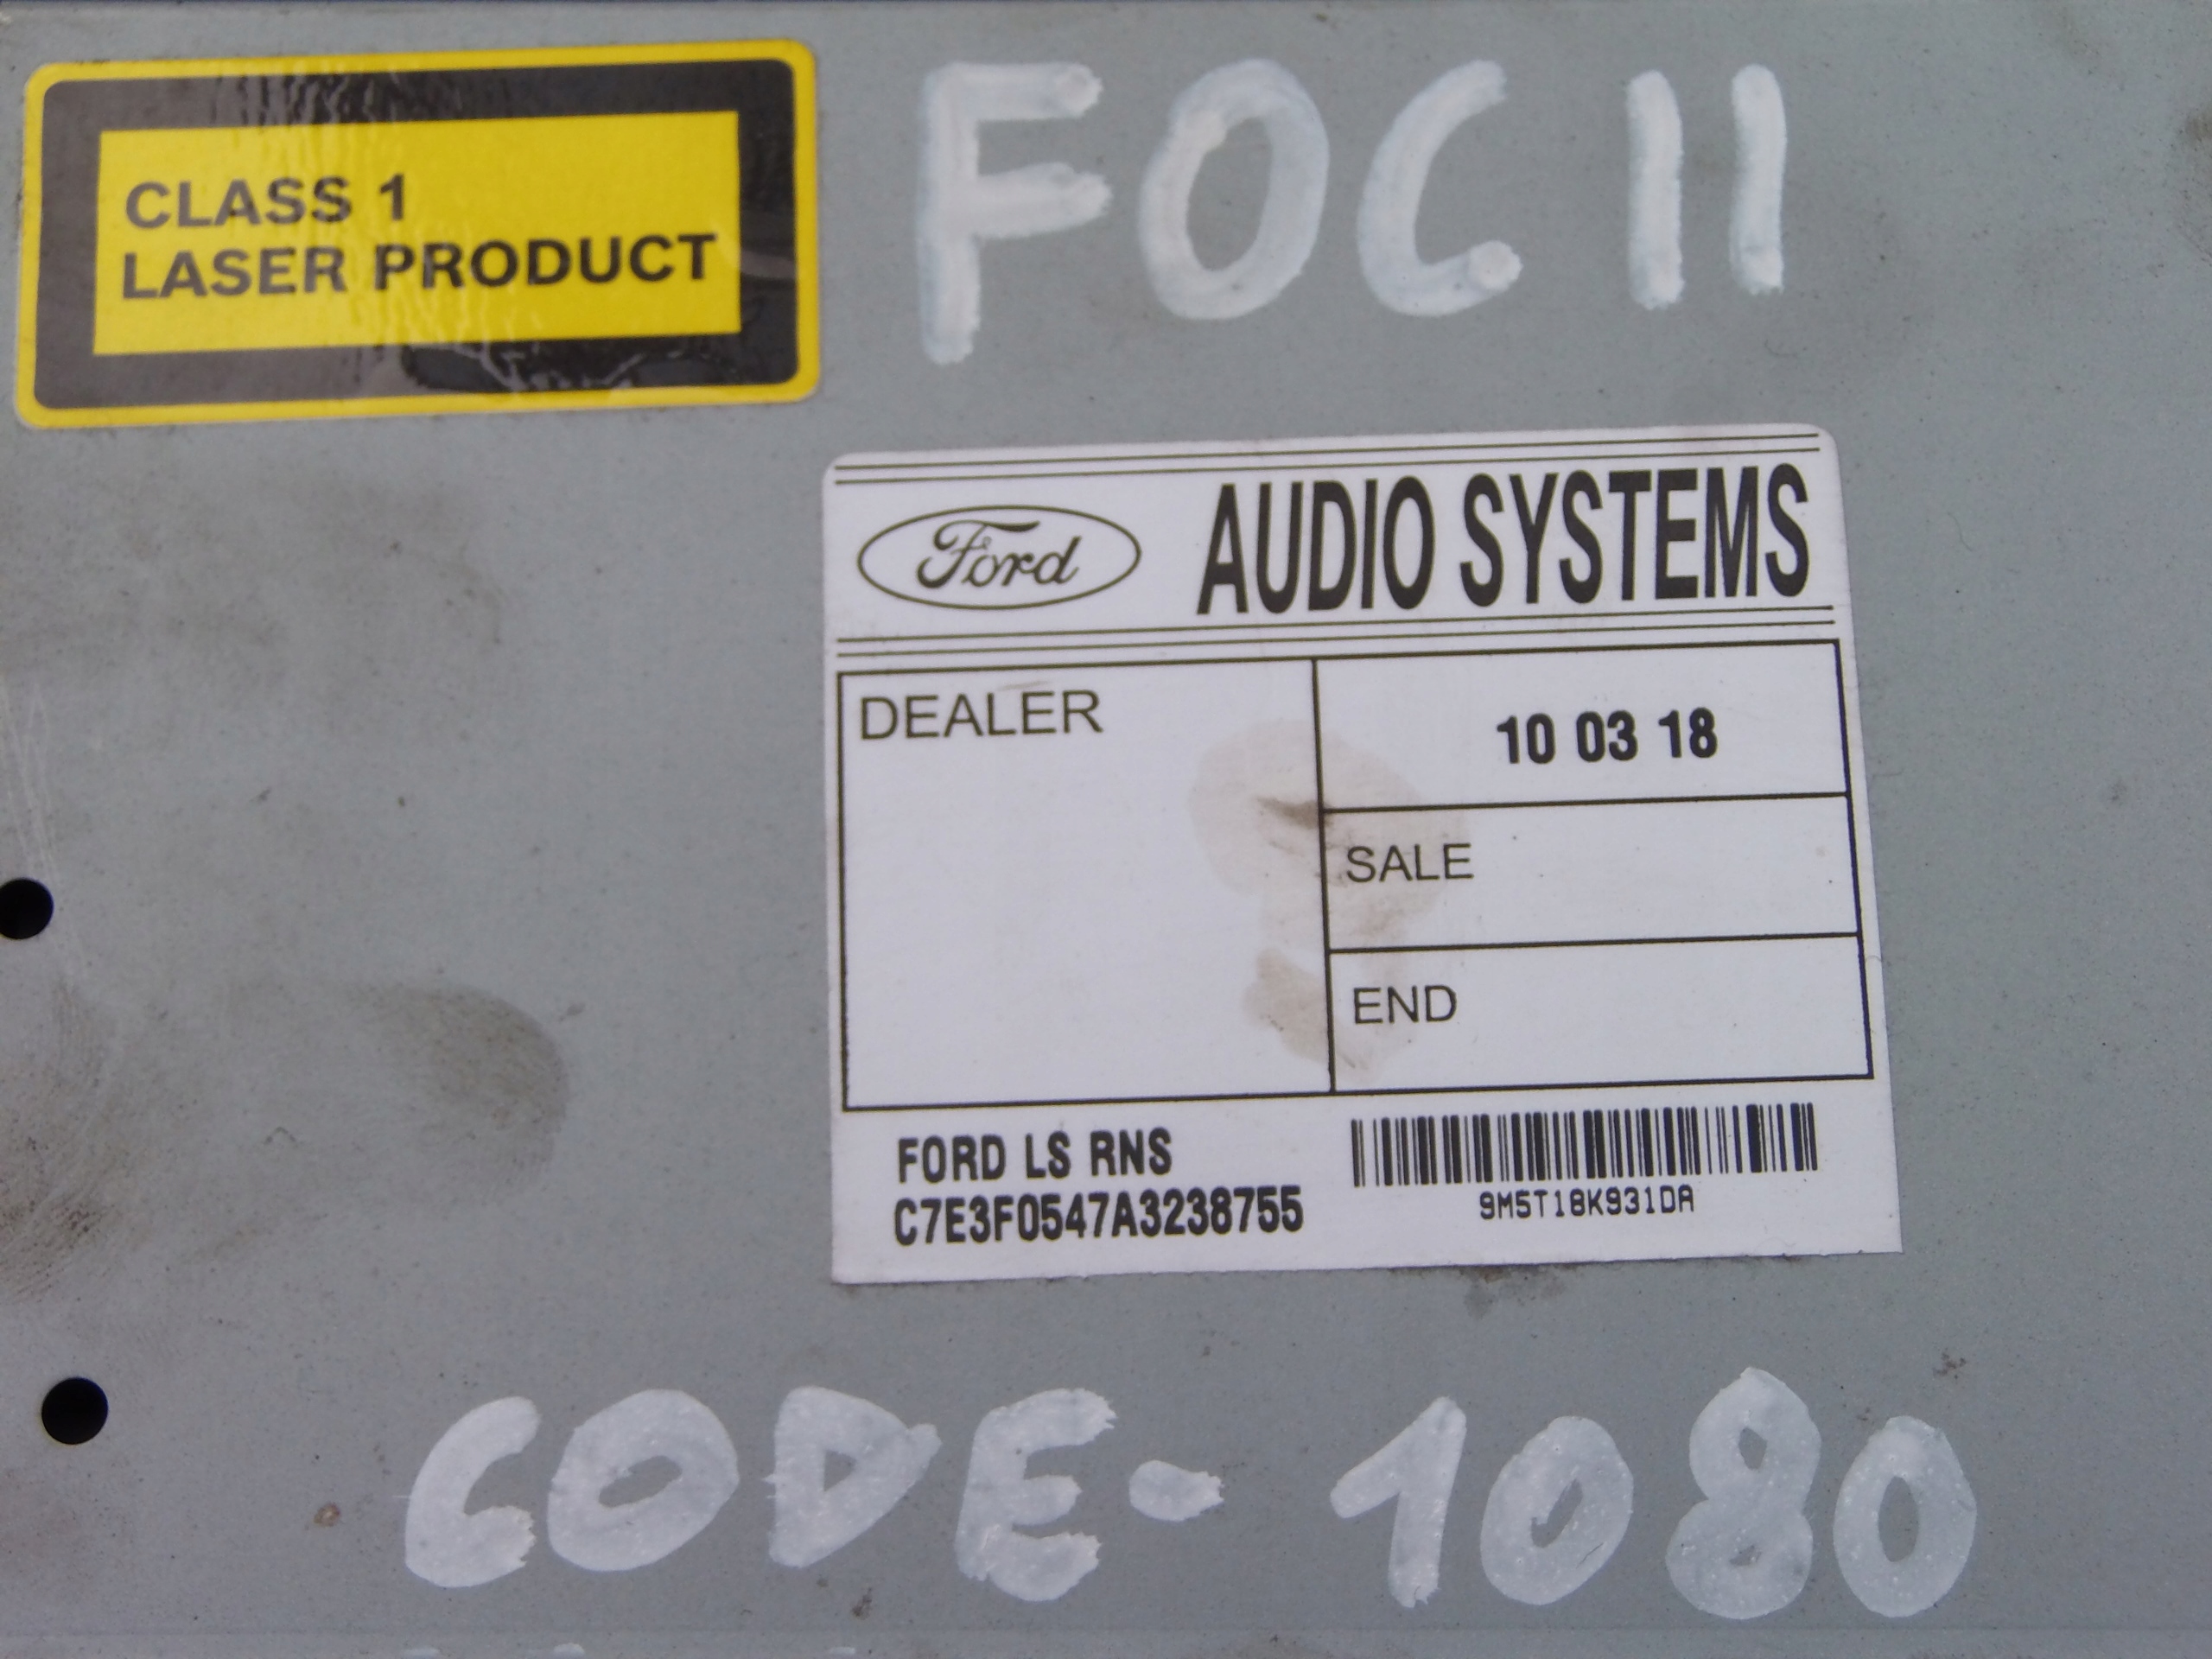 CLASS 1
LASER PRODUCT
FOC II
Ford AUDIO SYSTEMS
DEALER
10 03 18
SALE
END
FORD LS RNS
C7E3F0547A3238755
9M5T18K931DA
CODE - 1080